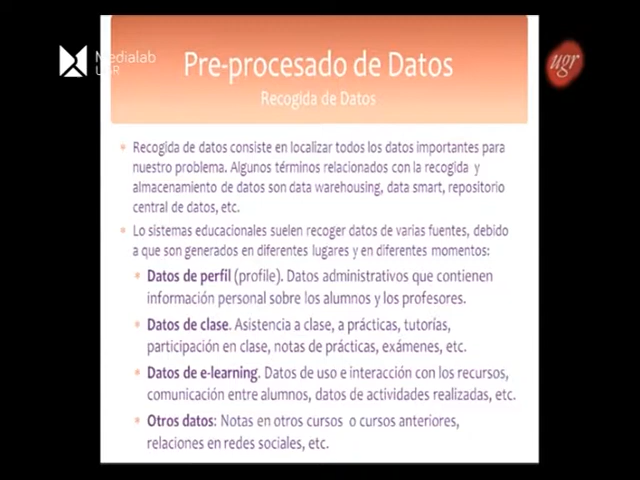 Medialab
UGR
Pre-procesado de Datos
ugr
Recogida de Datos
• Recogida de datos consiste en localizar todos los datos importantes para
nuestro problema. Algunos términos relacionados con la recogida y
almacenamiento de datos son data warehousing, data smart, repositorio
central de datos, etc.
• Lo sistemas educacionales suelen recoger datos de varias fuentes, debido
a que son generados en diferentes lugares y en diferentes momentos:
• Datos de perfil (profile). Datos administrativos que contienen
información personal sobre los alumnos y los profesores.
• Datos de clase. Asistencia a clase, a prácticas, tutorías,
participación en clase, notas de prácticas, exámenes, etc.
• Datos de e-learning. Datos de uso e interacción con los recursos,
comunicación entre alumnos, datos de actividades realizadas, etc.
• Otros datos: Notas en otros cursos o cursos anteriores,
relaciones en redes sociales, etc.